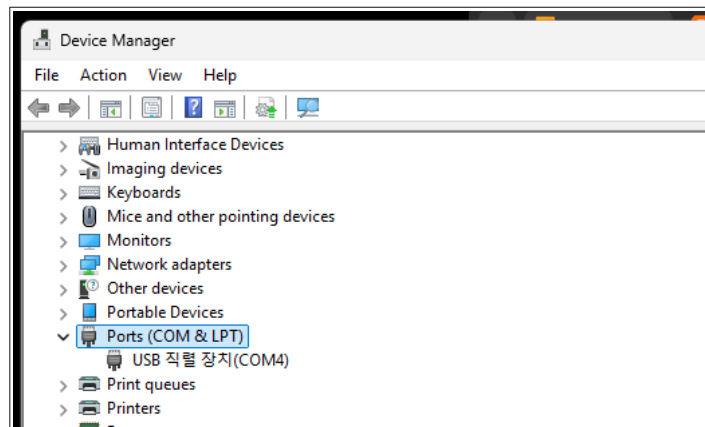 Device Manager
File Action View Help
Human Interface Devices
Imaging devices
Keyboards
Mice and other pointing devices
Monitors
Network adapters
Other devices
Portable Devices
Ports (COM & LPT)
USB 직렬 장치(COM4)
Print queues
Printers